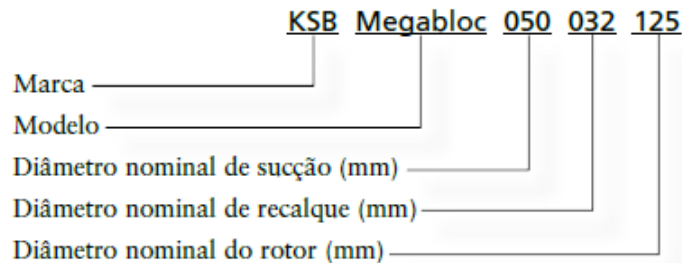 KSB Megabloc 050 032 125
Marca
Modelo
Diâmetro nominal de sucção (mm)
Diâmetro nominal de recalque (mm)
Diâmetro nominal do rotor (mm)